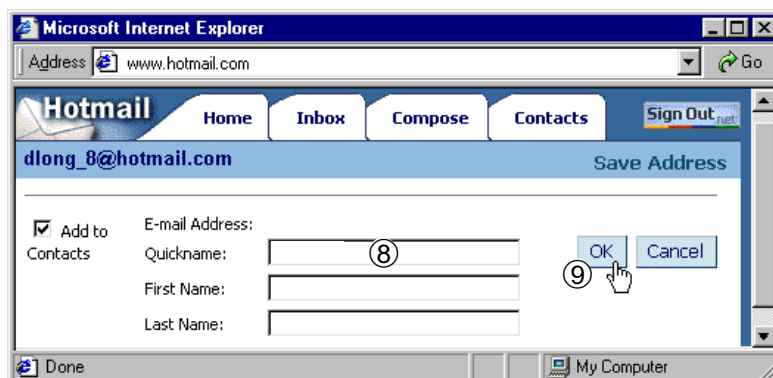 Microsoft Internet Explorer
Address www.hotmail.com Go
Hotmail Home Inbox Compose Contacts Sign Out.net
dlong_8@hotmail.com Save Address
Add to Contacts
E-mail Address:
Quickname: ⑧
First Name:
Last Name:
OK Cancel
⑨
Done My Computer